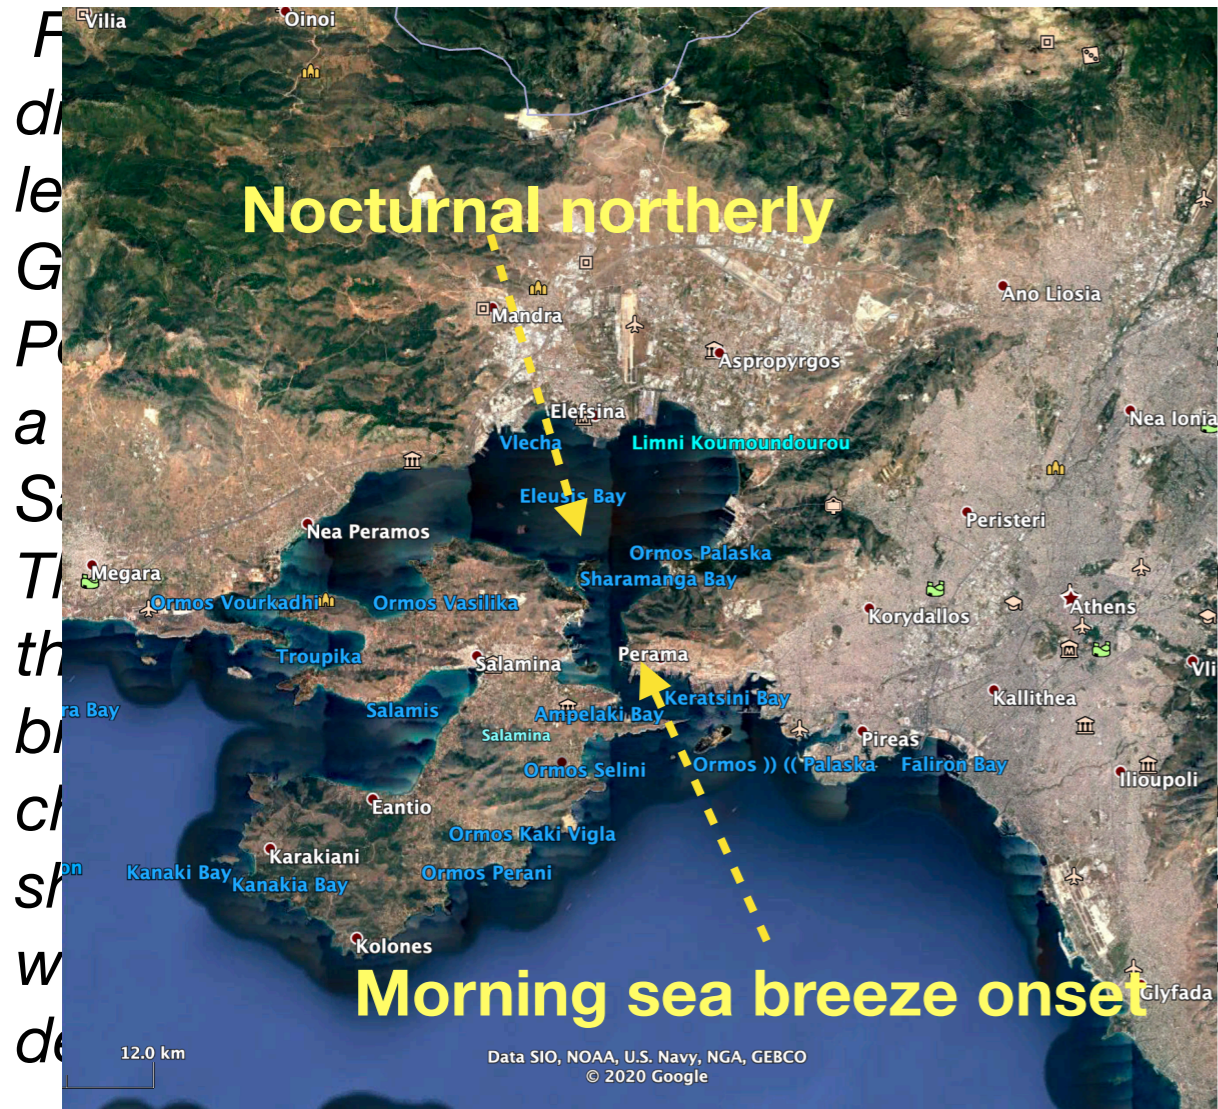 Vilia
Oinoi
Nocturnal northerly
Mandra
Ano Liosia
Aspropyrgos
Elefsina
Nea Ionia
Vlecha
Limni Koumoundourou
Eleusis Bay
Nea Peramos
Peristeri
Ormos Palaska
Megara
Sharamanga Bay
Ormos Vourkadhi
Ormos Vasilika
Korydallos
Athens
Troupika
Salamina
Perama
Vli
Salamis
Ampelaki Bay
Keratsini Bay
Kallithea
ra Bay
Salamina
Pireas
Ormos )) (( Palaska
Faliron Bay
Ormos Selini
Ilioupoli
Eantio
Ormos Kaki Vigla
Karakiani
on
Kanaki Bay
Kanakia Bay
Ormos Perani
Kolones
Morning sea breeze onset
Glyfada
12.0 km
Data SIO, NOAA, U.S. Navy, NGA, GEBCO
© 2020 Google